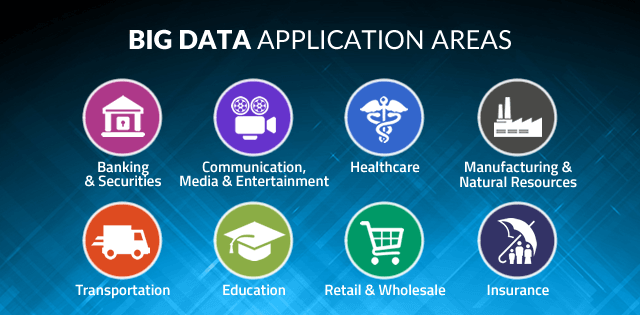 BIG DATA APPLICATION AREAS
Banking
& Securities
Communication,
Media & Entertainment
Healthcare
Manufacturing &
Natural Resources
Transportation
Education
Retail & Wholesale
Insurance